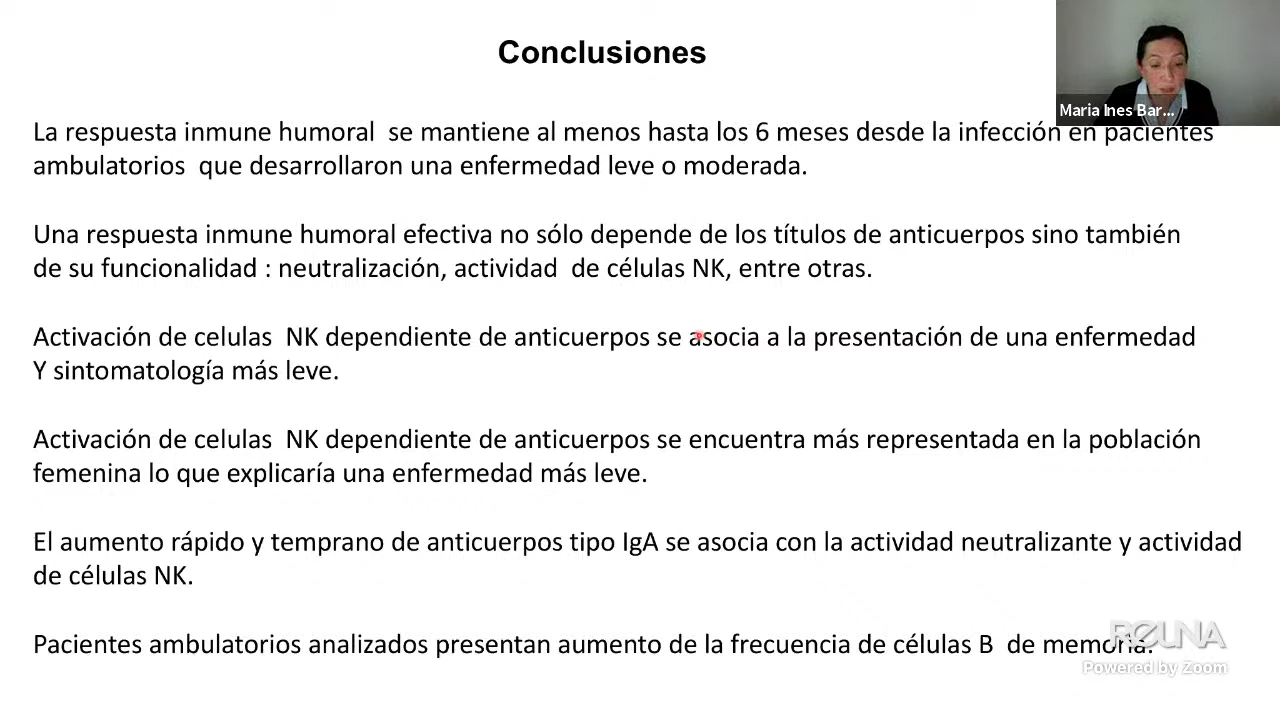 Conclusiones
Maria Ines Bar...
La respuesta inmune humoral se mantiene al menos hasta los 6 meses desde la infección en pacientes
ambulatorios que desarrollaron una enfermedad leve o moderada.
Una respuesta inmune humoral efectiva no sólo depende de los títulos de anticuerpos sino también
de su funcionalidad : neutralización, actividad de células NK, entre otras.
Activación de celulas NK dependiente de anticuerpos se asocia a la presentación de una enfermedad
Y sintomatología más leve.
Activación de celulas NK dependiente de anticuerpos se encuentra más representada en la población
femenina lo que explicaría una enfermedad más leve.
El aumento rápido y temprano de anticuerpos tipo IgA se asocia con la actividad neutralizante y actividad
de células NK.
Pacientes ambulatorios analizados presentan aumento de la frecuencia de células B de memoria.
REUNA
Powered by Zoom